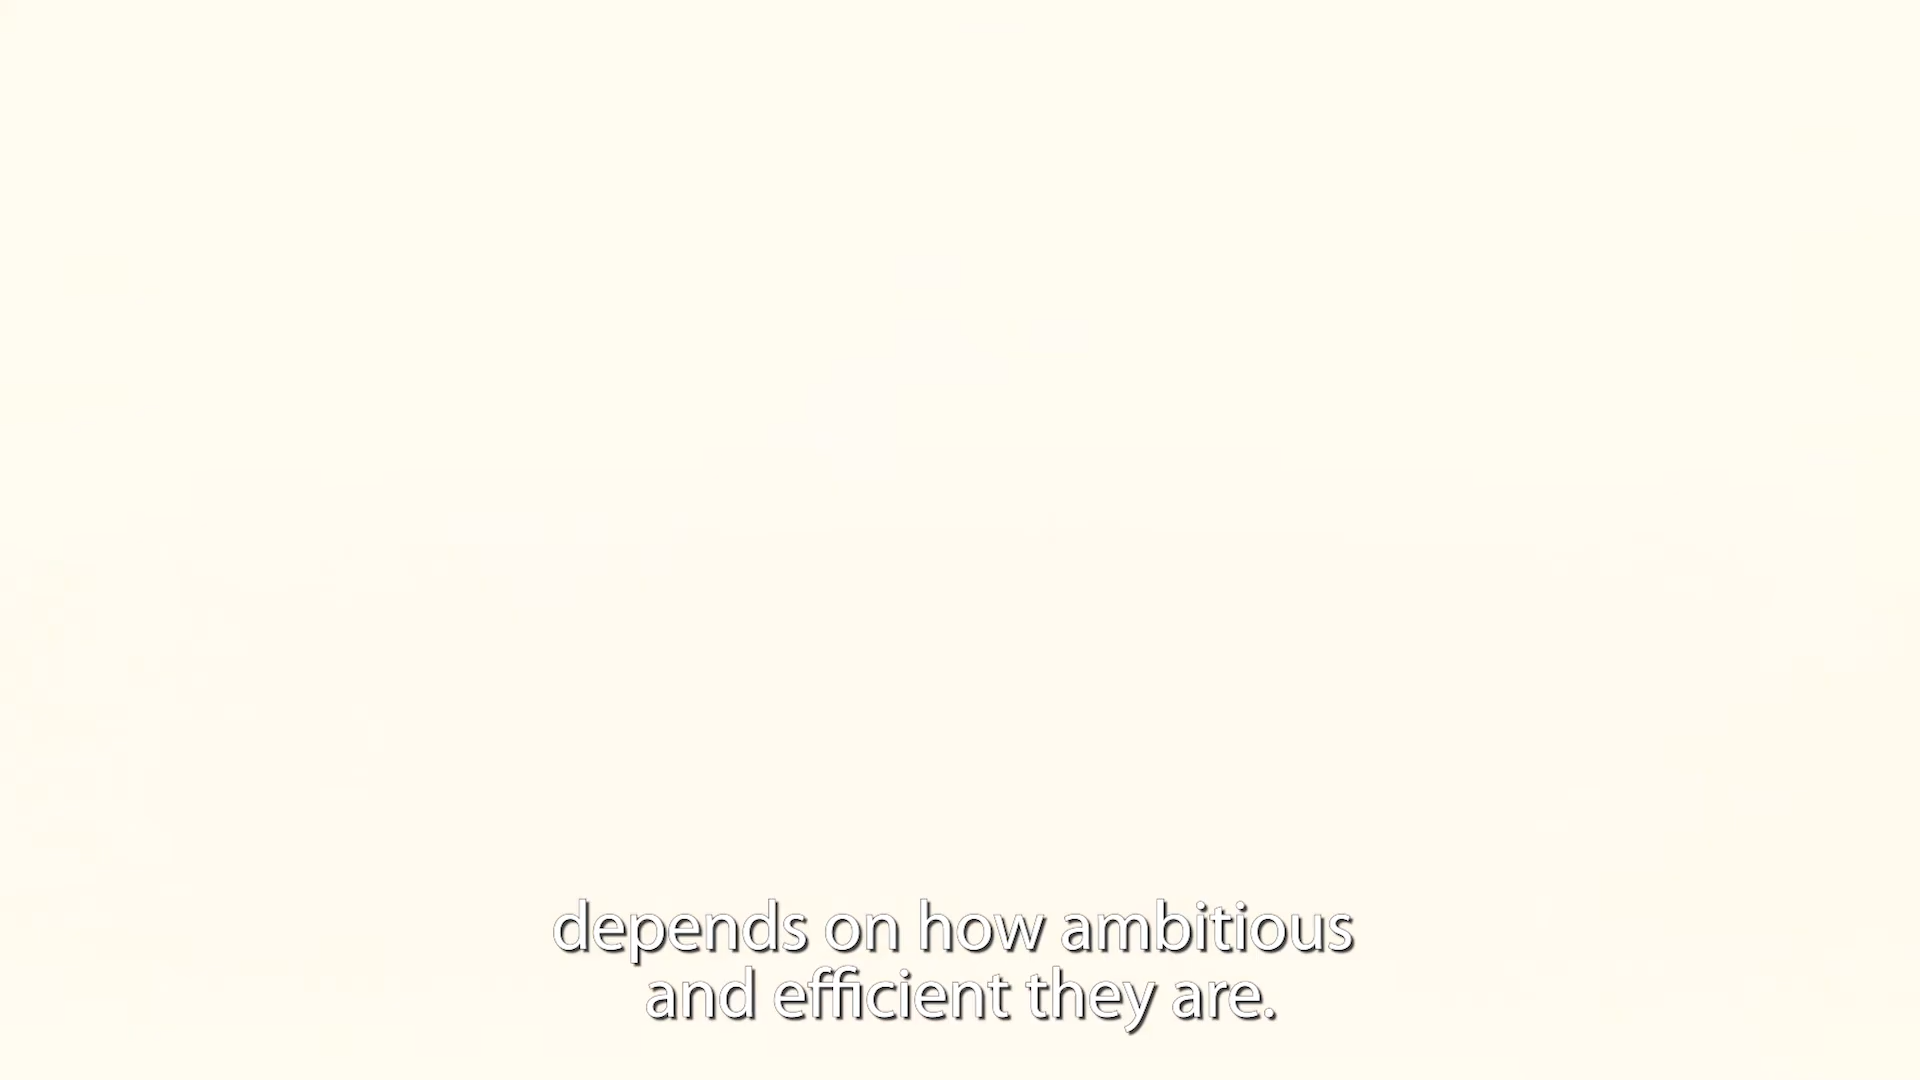 depends on how ambitious
and efficient they are.